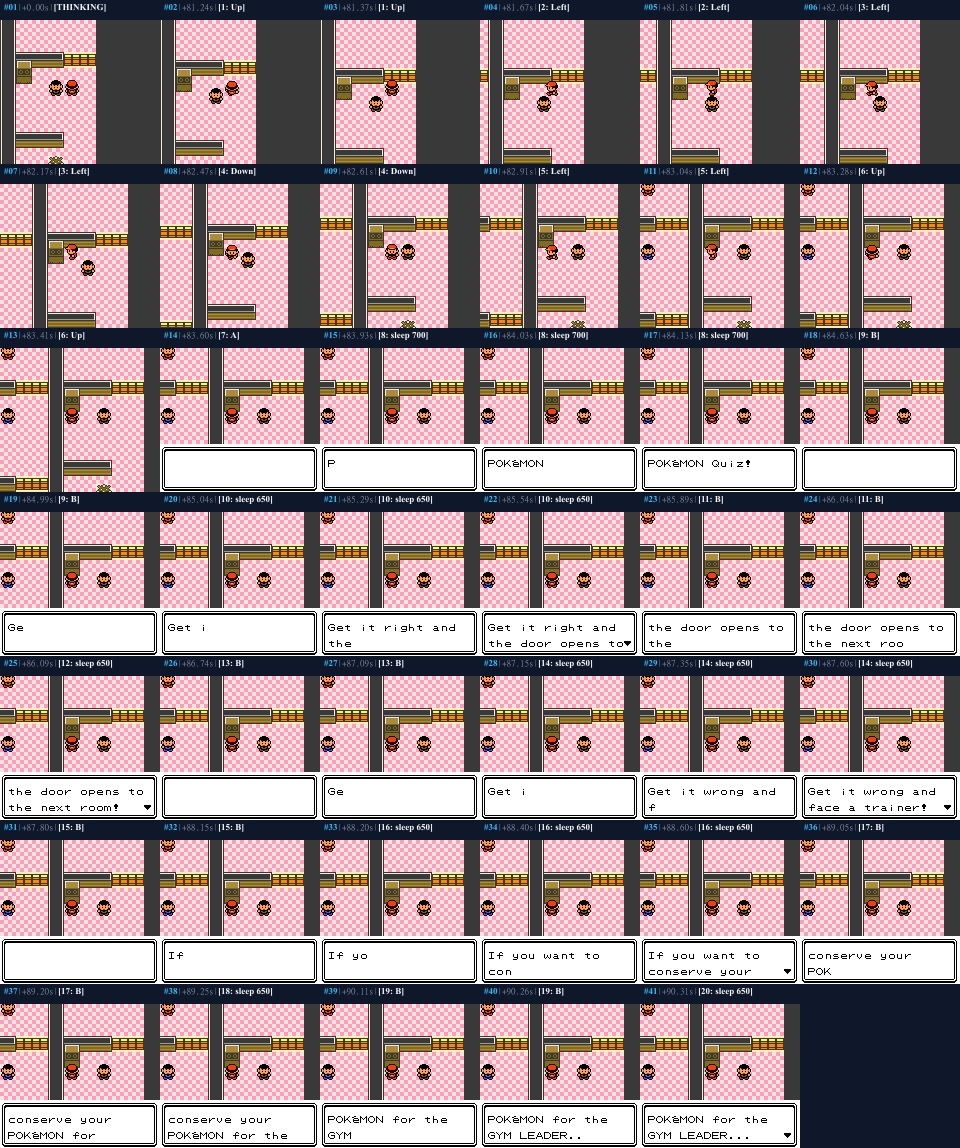 #01|+0.00s|[THINKING]
#02|+81.24s| [1: Up]
#03|+81.37s| [1: Up]
#04|+81.67s| [2: Left]
#05|+81.81s| [2: Left]
#06|+82.04s| [3: Left]
#07|+82.17s| [3: Left]
#08|+82.47s| [4: Down]
#09|+82.61s| [4: Down]
#10|+82.91s| [5: Left]
#11|+83.04s| [5: Left]
#12|+83.28s| [6: Up]
#13|+83.41s| [6: Up]
#14|+83.60s| [7: A]
#15|+83.93s| [8: sleep 700]
P
#16|+84.03s| [8: sleep 700]
POKéMON
#17|+84.13s| [8: sleep 700]
POKéMON Quiz!
#18|+84.63s| [9: B]
#19|+84.99s| [9: B]
Ge
#20|+85.04s| [10: sleep 650]
Get i
#21|+85.29s| [10: sleep 650]
Get it right and
the
#22|+85.54s| [10: sleep 650]
Get it right and
the door opens to▼
#23|+85.89s| [11: B]
the door opens to
the
#24|+86.04s| [11: B]
the door opens to
the next roo
#25|+86.09s| [12: sleep 650]
the door opens to
the next room! ▼
#26|+86.74s| [13: B]
#27|+87.09s| [13: B]
Ge
#28|+87.15s| [14: sleep 650]
Get i
#29|+87.35s| [14: sleep 650]
Get it wrong and
f
#30|+87.60s| [14: sleep 650]
Get it wrong and
face a trainer! ▼
#31|+87.80s| [15: B]
#32|+88.15s| [15: B]
If
#33|+88.20s| [16: sleep 650]
If yo
#34|+88.40s| [16: sleep 650]
If you want to
con
#35|+88.60s| [16: sleep 650]
If you want to
conserve your ▼
#36|+89.05s| [17: B]
conserve your
POK
#37|+89.20s| [17: B]
conserve your
POKéMON for
#38|+89.25s| [18: sleep 650]
conserve your
POKéMON for the
#39|+90.11s| [19: B]
POKéMON for the
GYM
#40|+90.26s| [19: B]
POKéMON for the
GYM LEADER..
#41|+90.31s| [20: sleep 650]
POKéMON for the
GYM LEADER... ▼